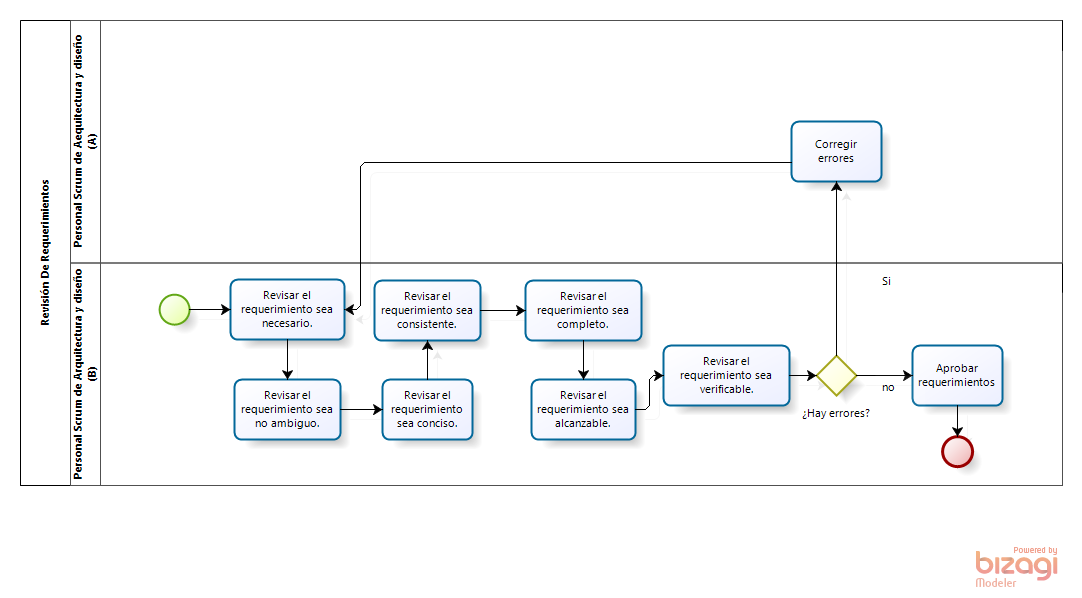 Revisión De Requerimientos
Personal Scrum de Aequitectura y diseño
(A)
Corregir
errores
Personal Scrum de Arquitectura y diseño
(B)
Revisar el
requerimiento sea
necesario.
Revisar el
requerimiento sea
no ambiguo.
Revisar el
requerimiento
sea conciso.
Revisar el
requerimiento sea
consistente.
Revisar el
requerimiento sea
completo.
Revisar el
requerimiento sea
alcanzable.
Revisar el
requerimiento sea
verificable.
¿Hay errores?
Si
no
Aprobar
requerimientos
Powered by
bizagi
Modeler